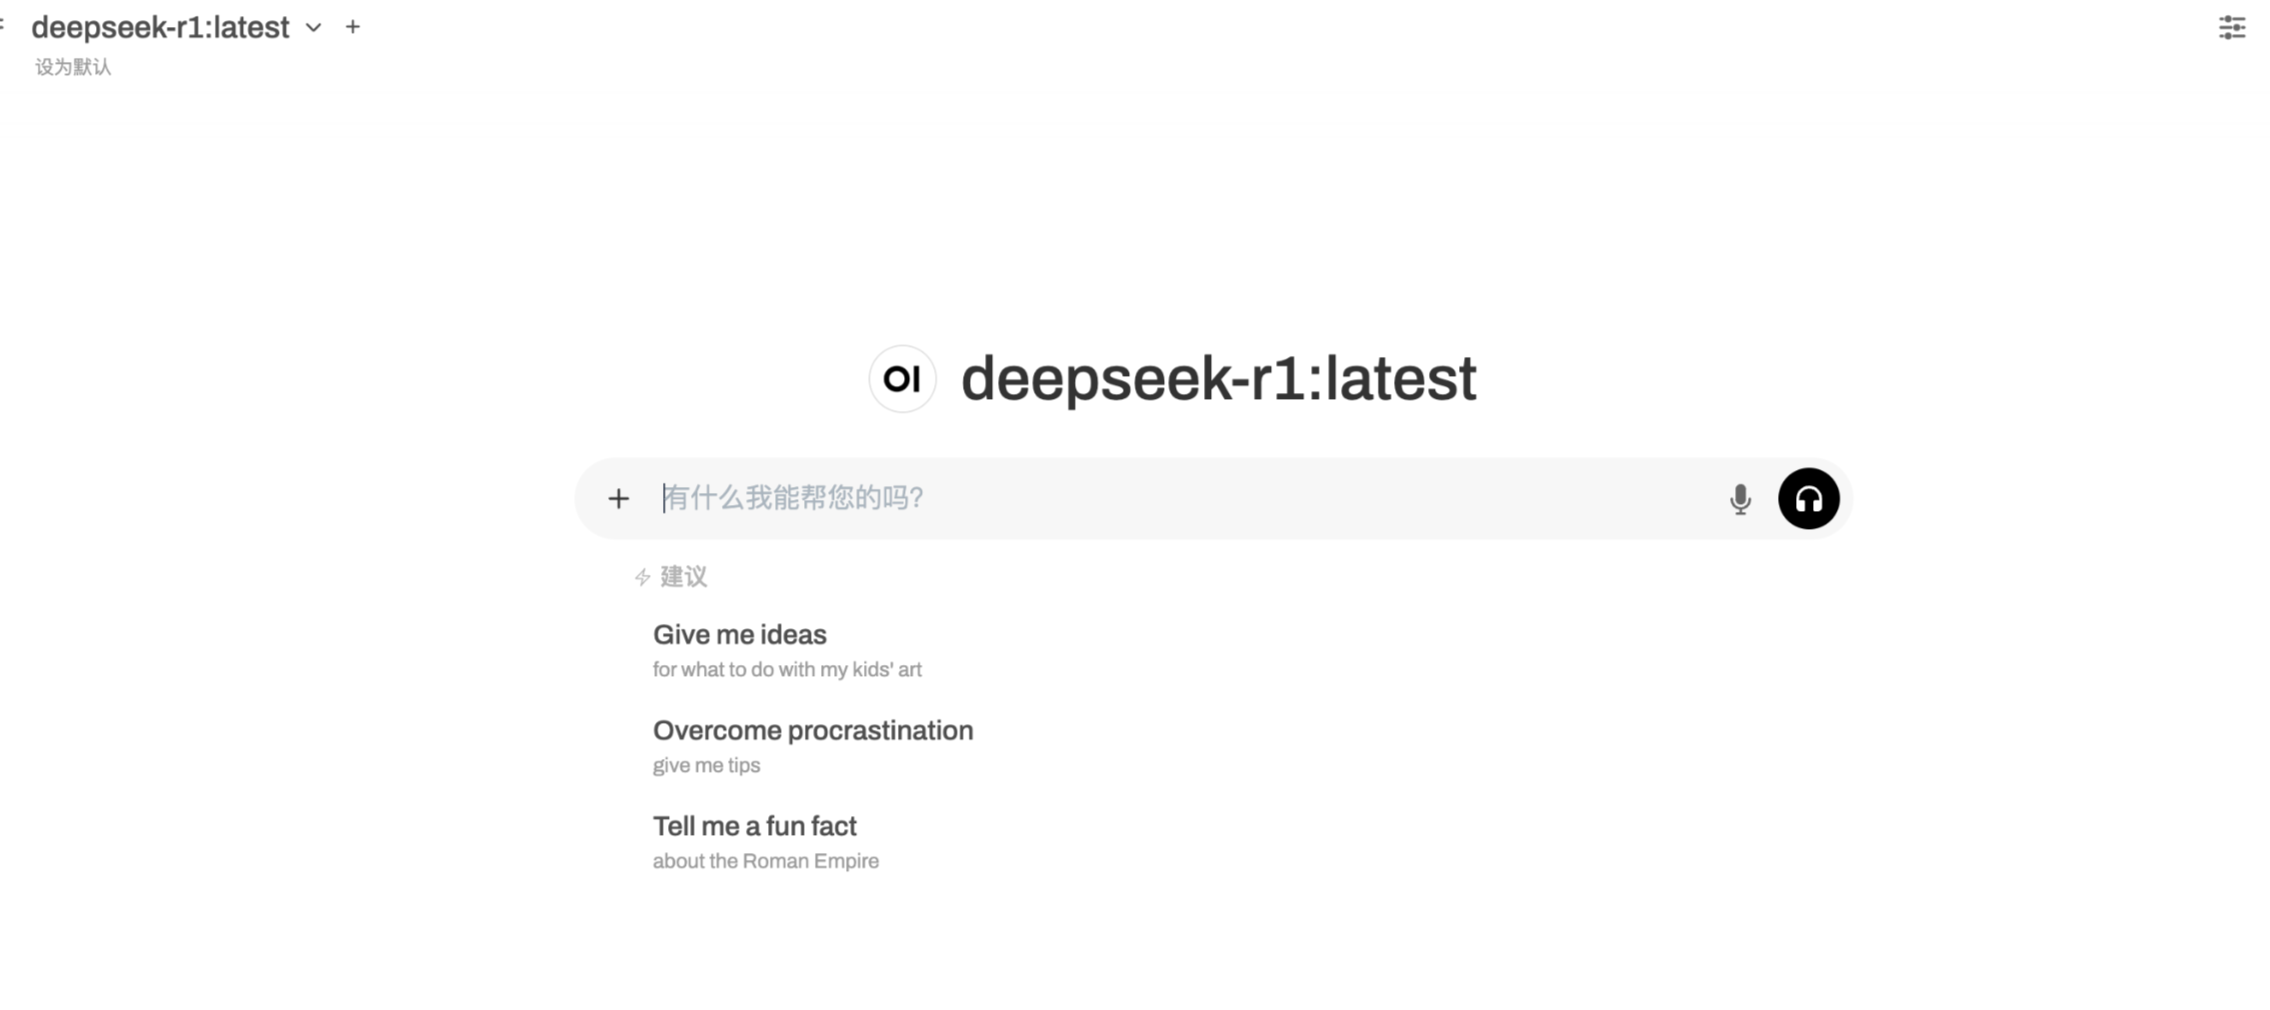 deepseek-r1:latest
设为默认
OI deepseek-r1:latest
有什么我能帮您的吗?
建议
Give me ideas
for what to do with my kids' art
Overcome procrastination
give me tips
Tell me a fun fact
about the Roman Empire